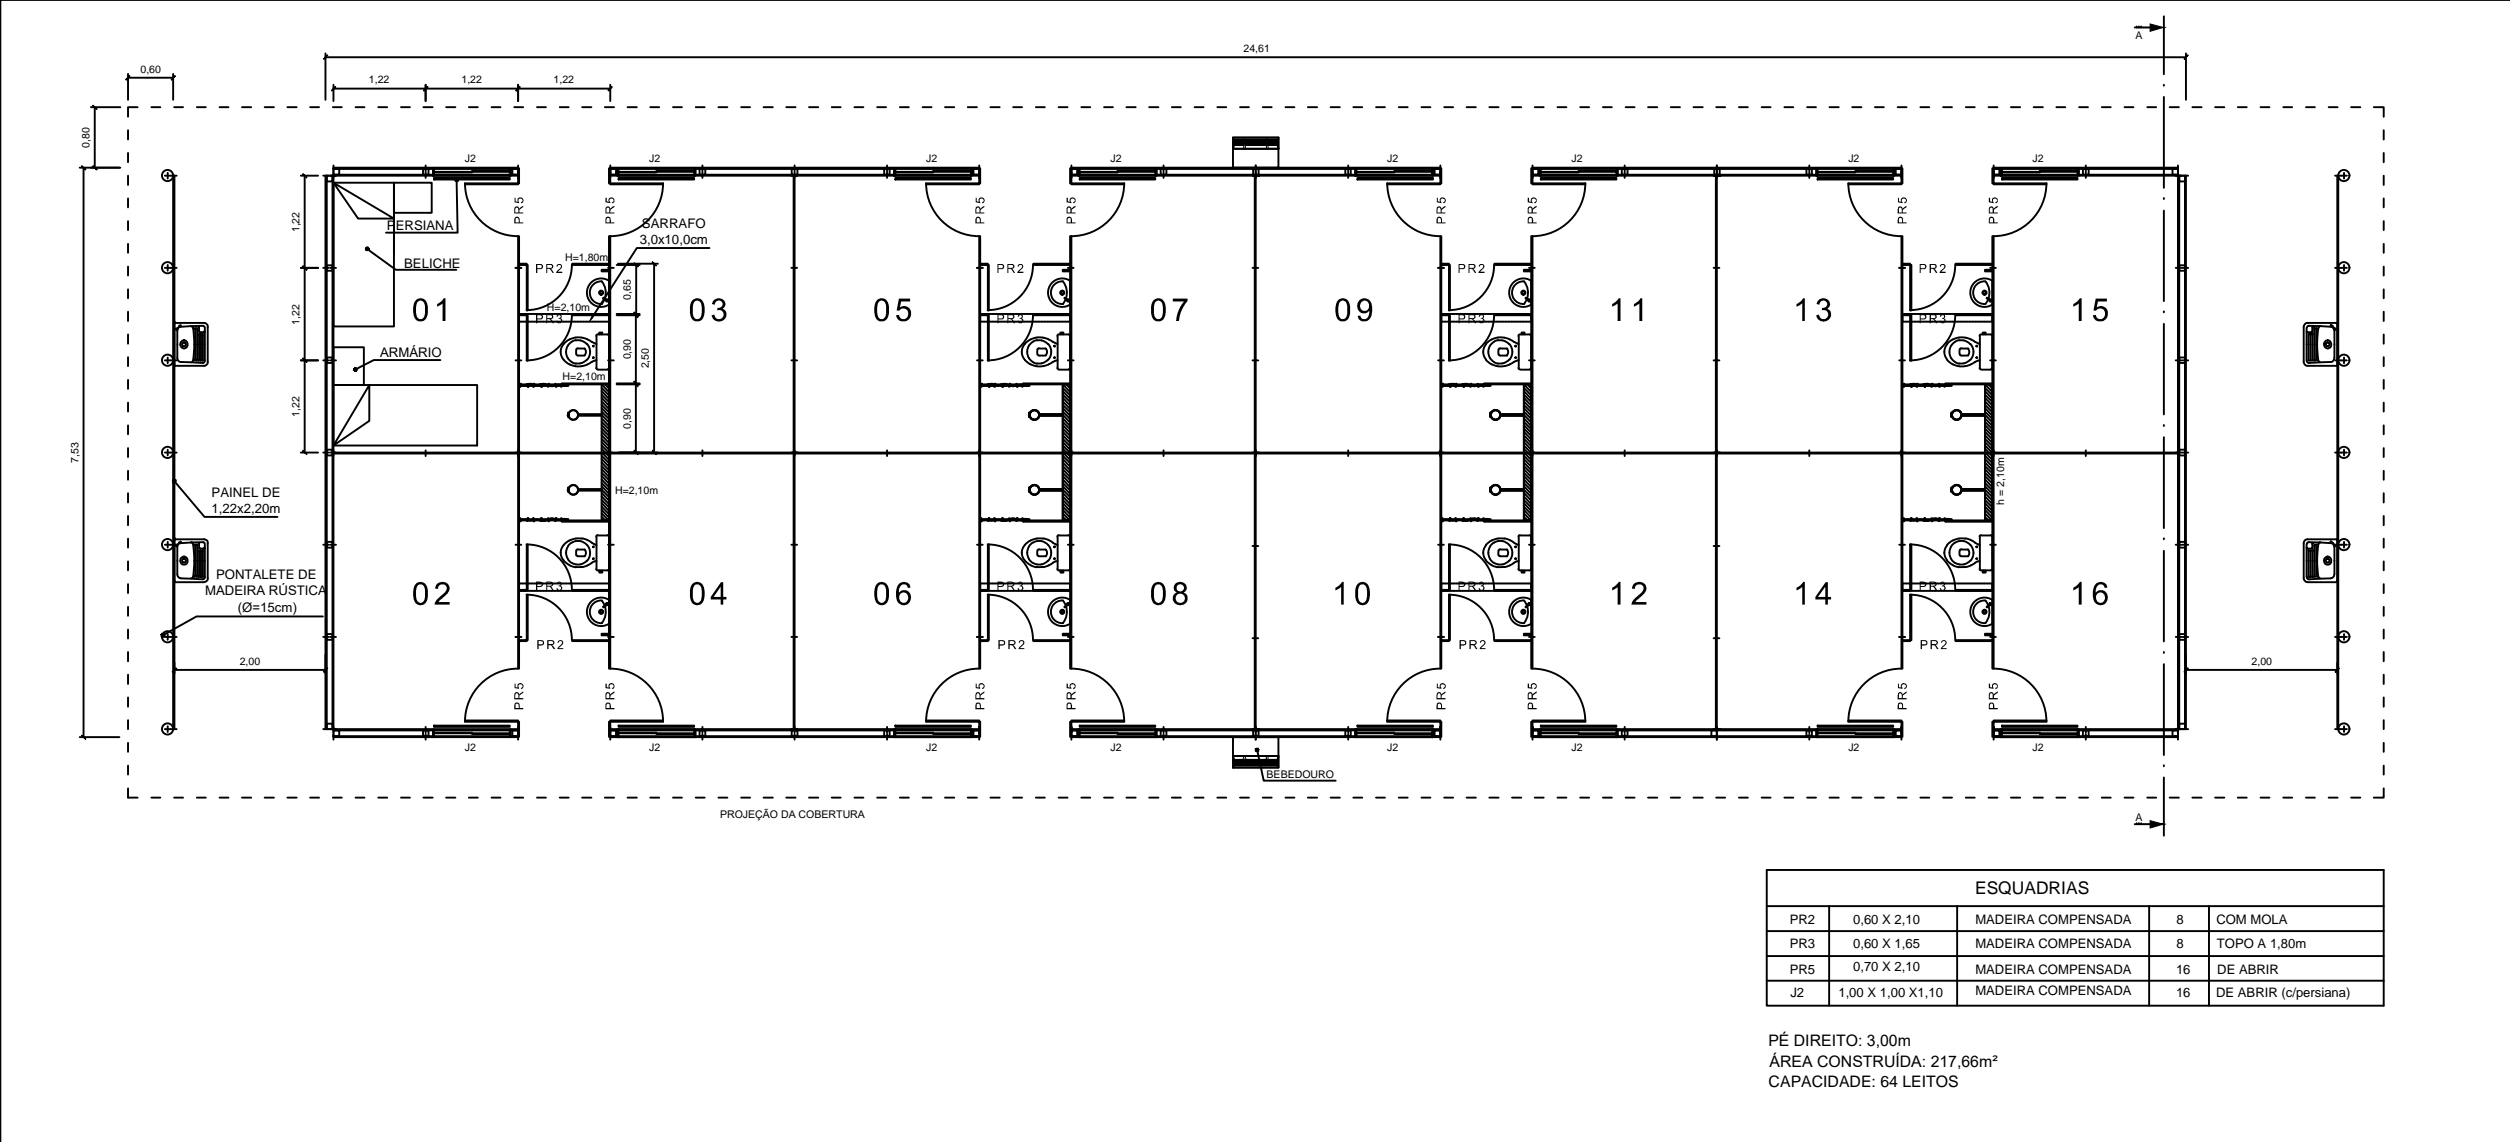 A
24,61
0,60
1,22
1,22
1,22
0,80
J2
J2
J2
J2
J2
J2
J2
J2
PR5
PR5
PR5
PR5
PR5
PR5
PR5
PR5
1,22
PERSIANA
SARRAFO
3,0x10,0cm
BELICHE
H=1,80m
PR2
PR2
PR2
PR2
0,65
H=2,10m
PR3
PR3
PR3
PR3
01
03
05
07
09
11
13
15
1,22
ARMÁRIO
0,90
2,50
H=2,10m
1,22
0,90
7,53
PAINEL DE
1,22x2,20m
H=2,10m
h = 2,10m
PONTALETE DE
MADEIRA RÚSTICA
(Ø=15cm)
PR3
PR3
PR3
PR3
02
04
06
08
10
12
14
16
PR2
PR2
PR2
PR2
2,00
2,00
PR5
PR5
PR5
PR5
PR5
PR5
PR5
PR5
J2
J2
J2
J2
J2
J2
J2
J2
BEBEDOURO
PROJEÇÃO DA COBERTURA
A
ESQUADRIAS
PR2 0,60 X 2,10 MADEIRA COMPENSADA 8 COM MOLA
PR3 0,60 X 1,65 MADEIRA COMPENSADA 8 TOPO A 1,80m
PR5 0,70 X 2,10 MADEIRA COMPENSADA 16 DE ABRIR
J2 1,00 X 1,00 X1,10 MADEIRA COMPENSADA 16 DE ABRIR (c/persiana)
PÉ DIREITO: 3,00m
ÁREA CONSTRUÍDA: 217,66m²
CAPACIDADE: 64 LEITOS